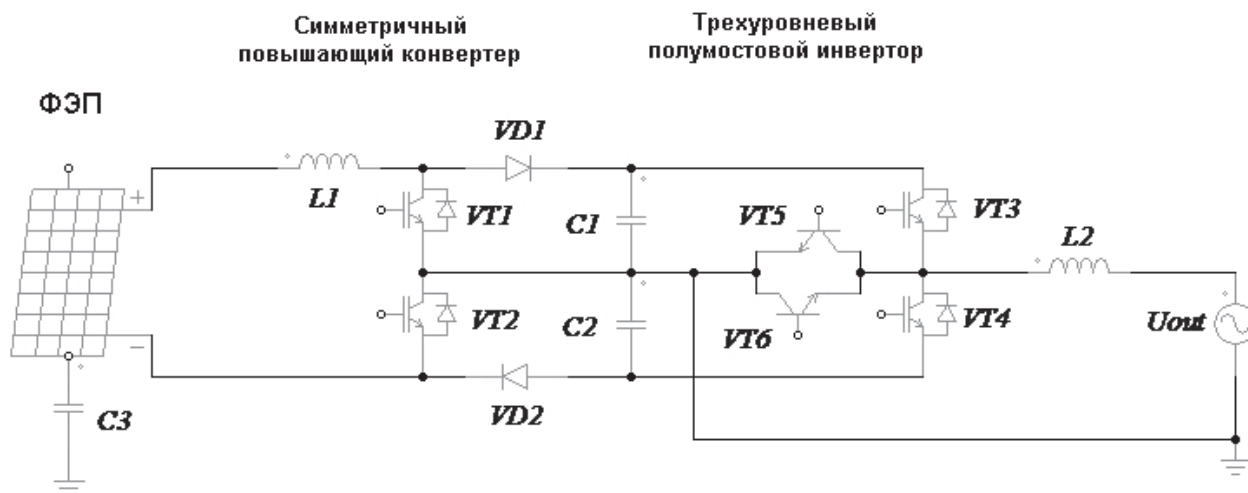 Симметричный
повышающий конвертер
Трехуровневый
полумостовой инвертор
ФЭП
+
−
L1
VD1
VT1
VT2
VD2
C1
C2
C3
VT5
VT6
VT3
VT4
L2
Uout